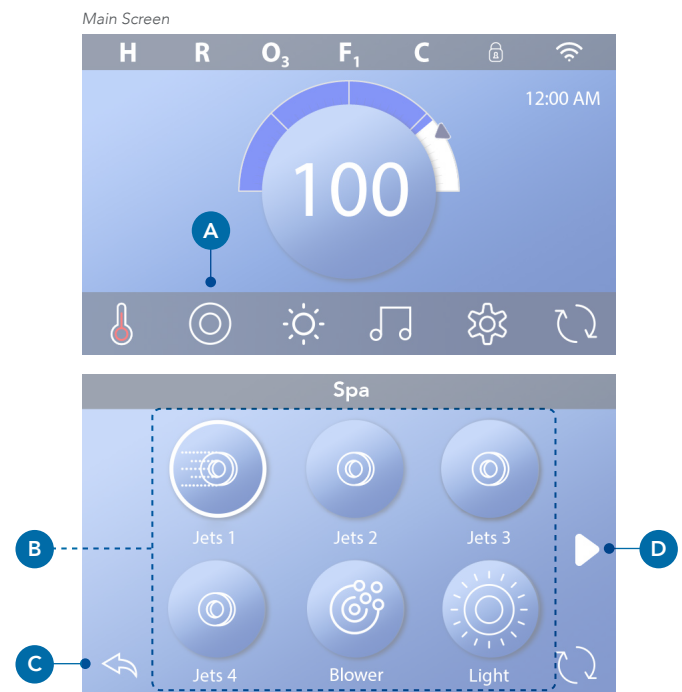 Main Screen
H R O3 F1 C
12:00 AM
100
A
Spa
Jets 1 Jets 2 Jets 3
B D
Jets 4 Blower Light
C